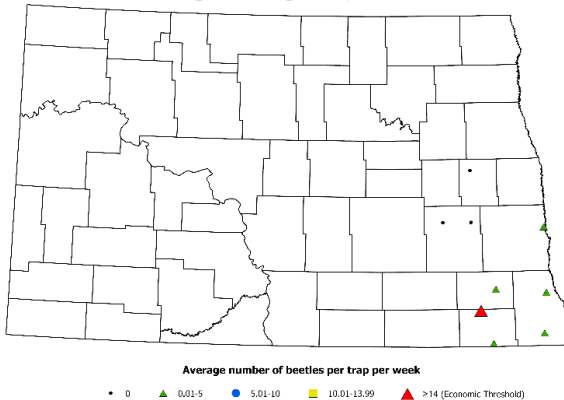 Average number of beetles per trap per week
0 0.01-5 5.01-10 10.01-13.99 ≥14 (Economic Threshold)